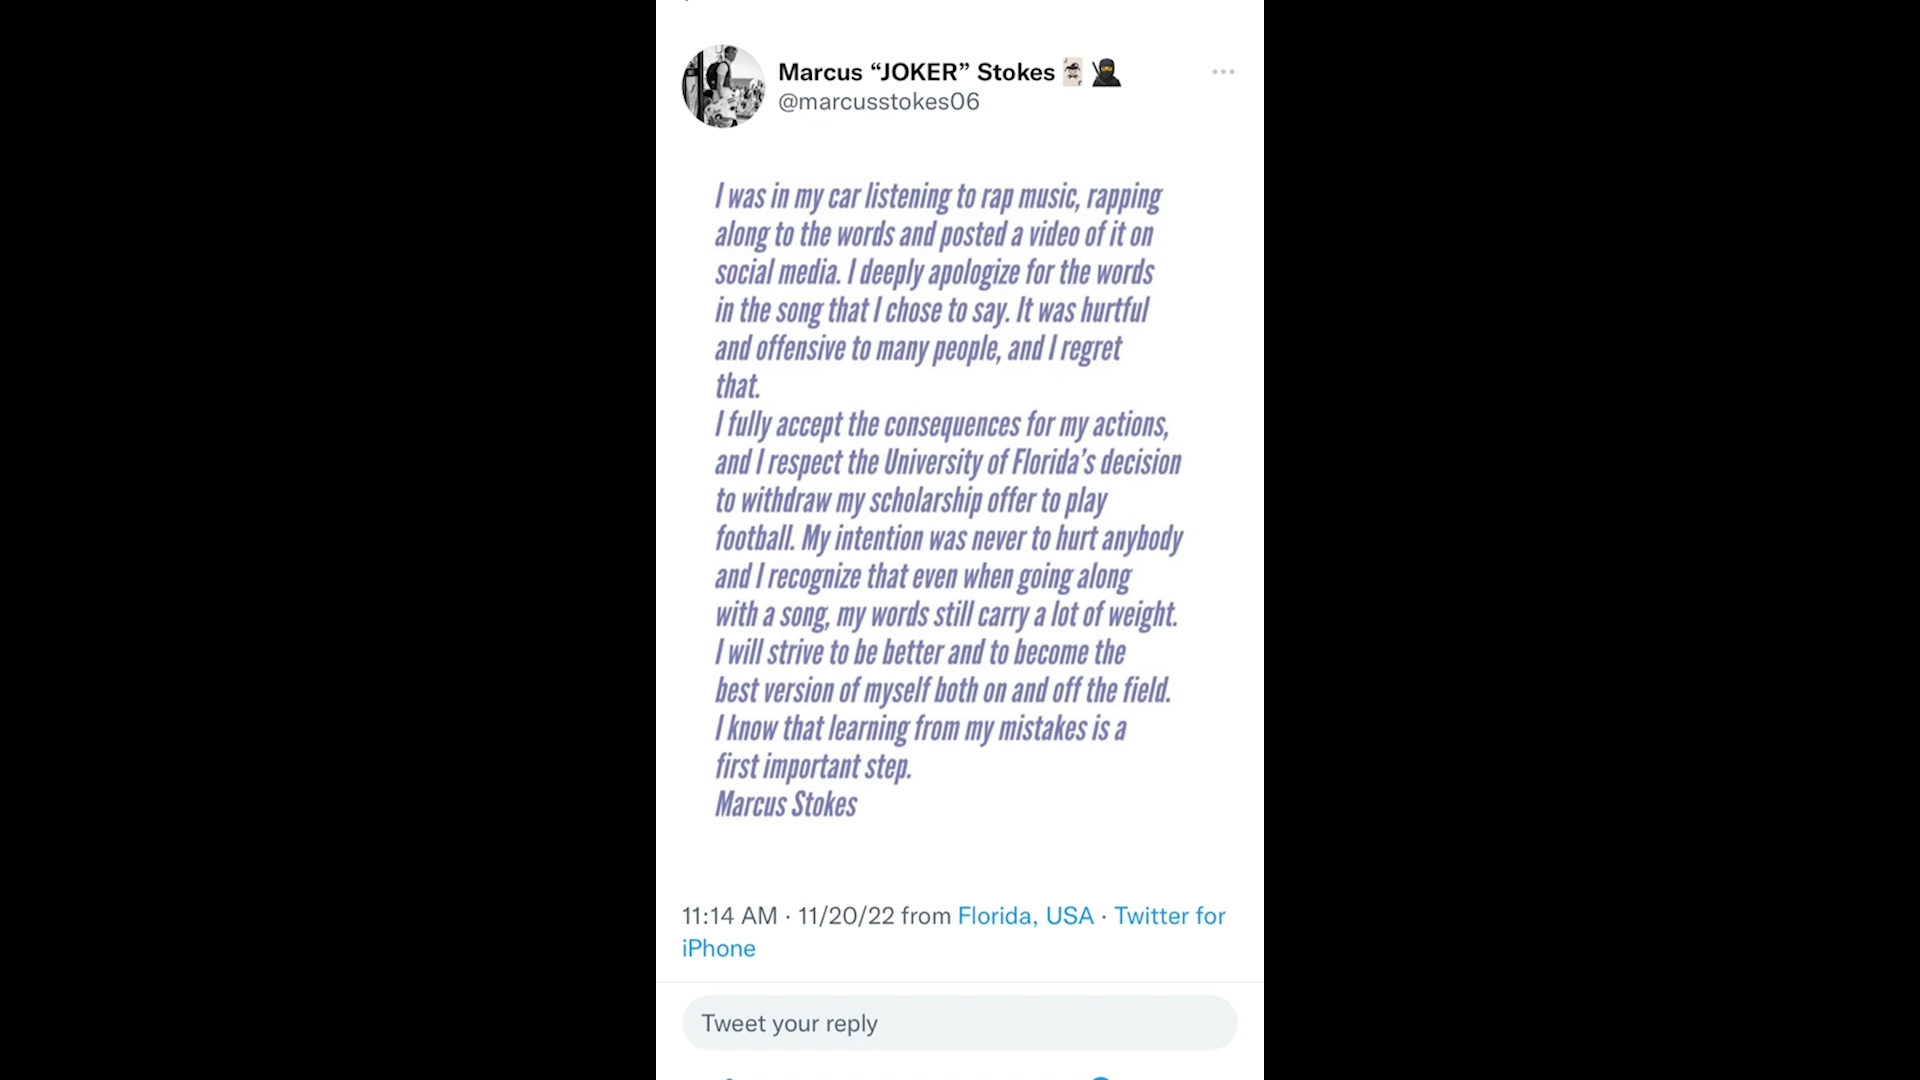 Marcus “JOKER” Stokes
@marcusstokes06
I was in my car listening to rap music, rapping
along to the words and posted a video of it on
social media. I deeply apologize for the words
in the song that I chose to say. It was hurtful
and offensive to many people, and I regret
that.
I fully accept the consequences for my actions,
and I respect the University of Florida’s decision
to withdraw my scholarship offer to play
football. My intention was never to hurt anybody
and I recognize that even when going along
with a song, my words still carry a lot of weight.
I will strive to be better and to become the
best version of myself both on and off the field.
I know that learning from my mistakes is a
first important step.
Marcus Stokes
11:14 AM · 11/20/22 from Florida, USA · Twitter for
iPhone
Tweet your reply